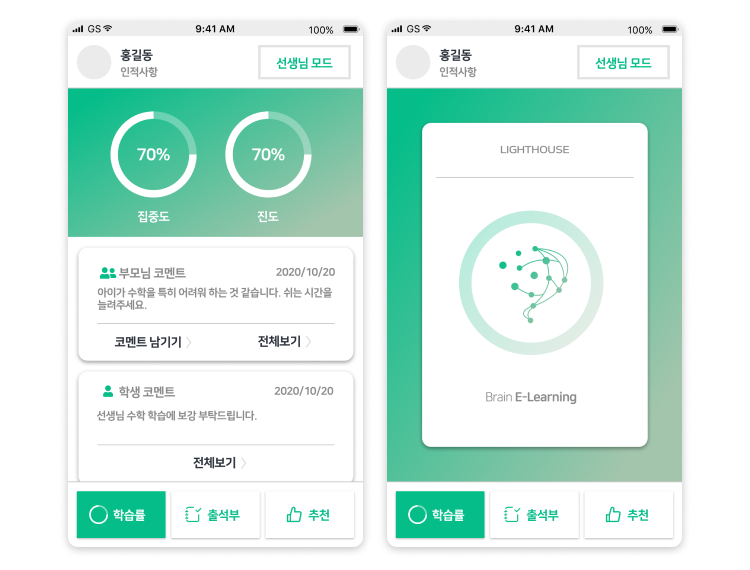 GS
9:41 AM
100%
홍길동
인적사항
선생님 모드
70%
70%
집중도
진도
부모님 코멘트
2020/10/20
아이가 수학을 특히 어려워 하는 것 같습니다. 쉬는 시간을
늘려주세요.
코멘트 남기기
전체보기
학생 코멘트
2020/10/20
선생님 수학 학습에 보강 부탁드립니다.
전체보기
학습률
출석부
추천
GS
9:41 AM
100%
홍길동
인적사항
선생님 모드
LIGHTHOUSE
Brain E-Learning
학습률
출석부
추천